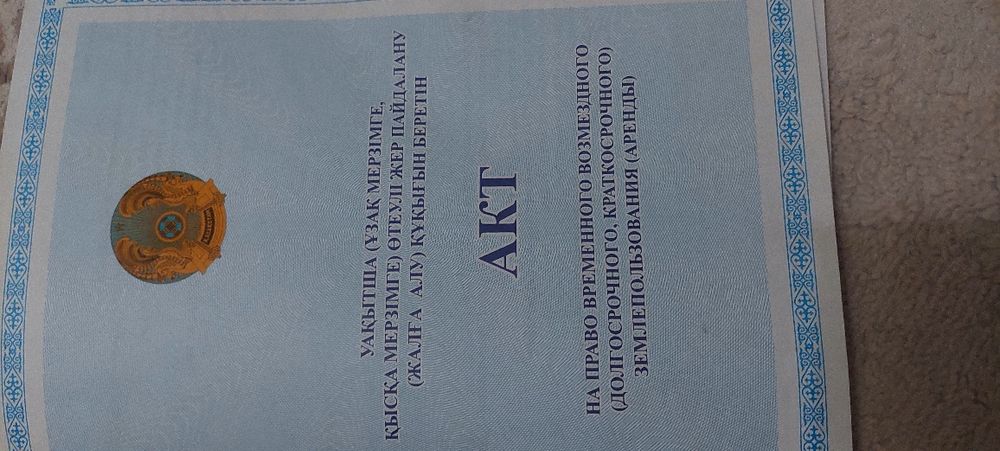 УАҚЫТША (ҰЗАҚ МЕРЗІМГЕ,
ҚЫСҚА МЕРЗІМГЕ) ӨТЕУЛІ ЖЕР ПАЙДАЛАНУ
(ЖАЛҒА АЛУ) ҚҰҚЫҒЫН БЕРЕТІН
АКТ
НА ПРАВО ВРЕМЕННОГО ВОЗМЕЗДНОГО
(ДОЛГОСРОЧНОГО, КРАТКОСРОЧНОГО)
ЗЕМЛЕПОЛЬЗОВАНИЯ (АРЕНДЫ)